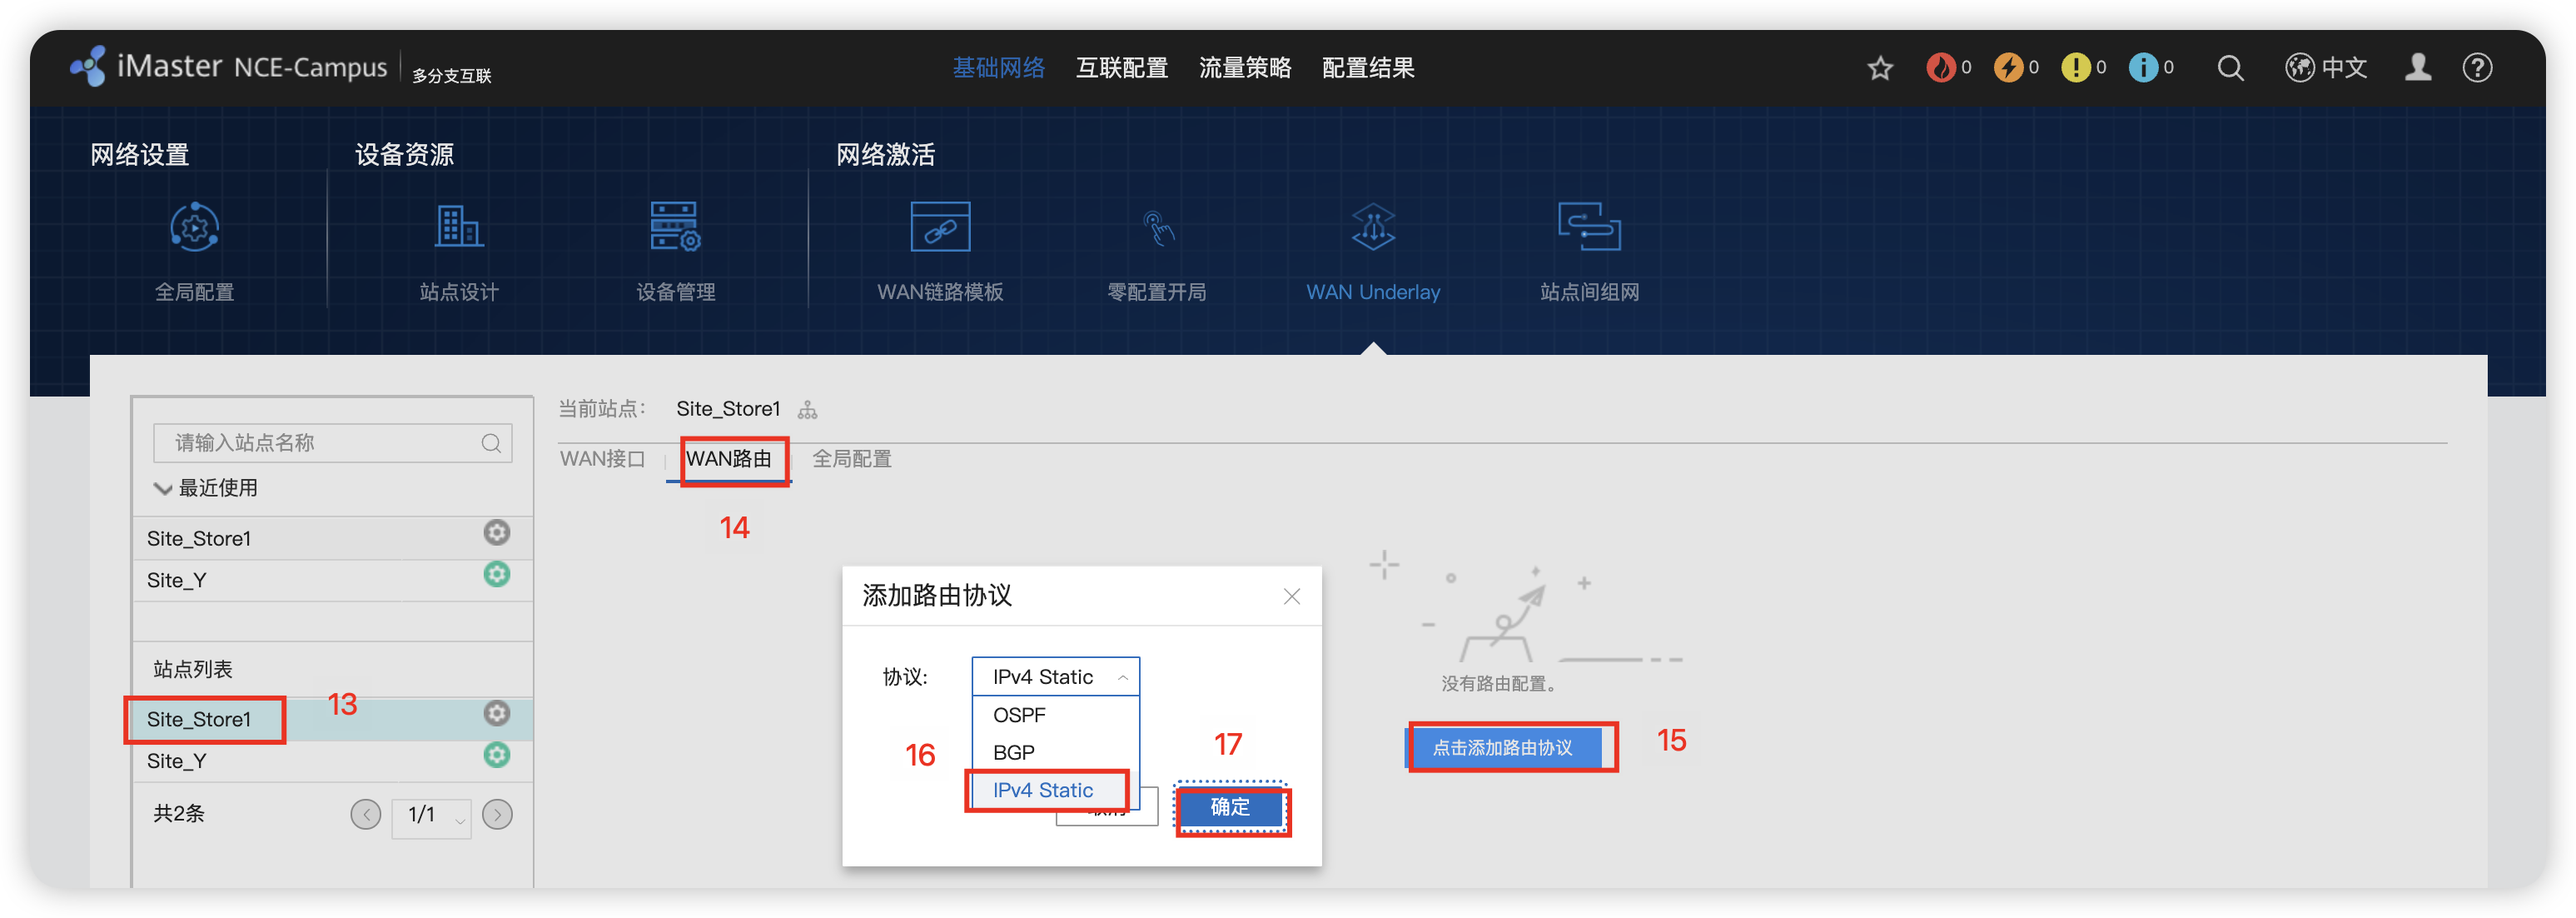 iMaster NCE-Campus 多分支互联
基础网络 互联配置 流量策略 配置结果
0 0 0 0 中文
网络设置 设备资源 网络激活
全局配置 站点设计 设备管理 WAN链路模板 零配置开局 WAN Underlay 站点间组网
当前站点: Site_Store1
请输入站点名称
WAN接口 WAN路由 全局配置
最近使用
14
Site_Store1
Site_Y
添加路由协议
站点列表
协议: IPv4 Static
没有路由配置。
13
Site_Store1
OSPF
15
点击添加路由协议
16
17
BGP
Site_Y
IPv4 Static
取消
确定
共2条 1/1